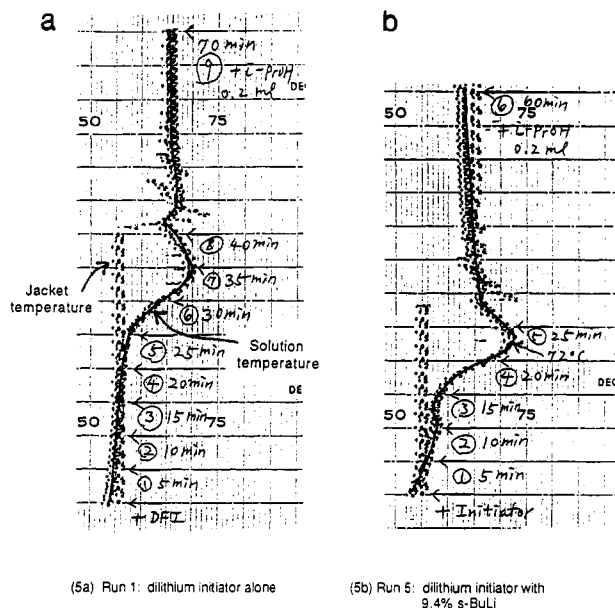 a
70 min
↑ + i-PrOH
0.2 ml
DE
50
75
Jacket
temperature
⑧ 40 min
⑦ 35 min
⑥ 30 min
Solution
temperature
⑤ 25 min
④ 20 min
DE
50
75
③ 15 min
② 10 min
① 5 min
+ DFI
(5a) Run 1: dilithium initiator alone
b
⑥ 60 min
50
75
+ i-PrOH
0.2 ml
⑤ 25 min
72°C
④ 20 min
DEC
50
75
③ 15 min
② 10 min
① 5 min
+ Initiator
(5b) Run 5: dilithium initiator with
9.4% s-BuLi